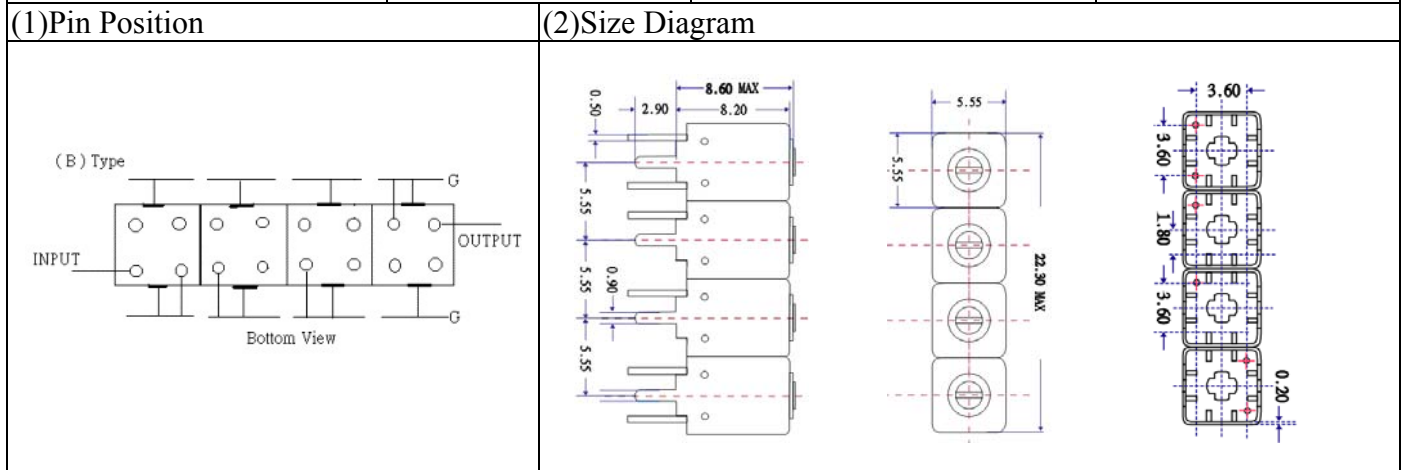 (1)Pin Position
(2)Size Diagram
(B) Type
G
INPUT
OUTPUT
G
Bottom View
8.60 MAX
2.90
8.20
0.50
5.55
5.55
0.90
5.55
5.55
5.55
22.30 MAX
3.60
3.60
1.80
3.60
0.20